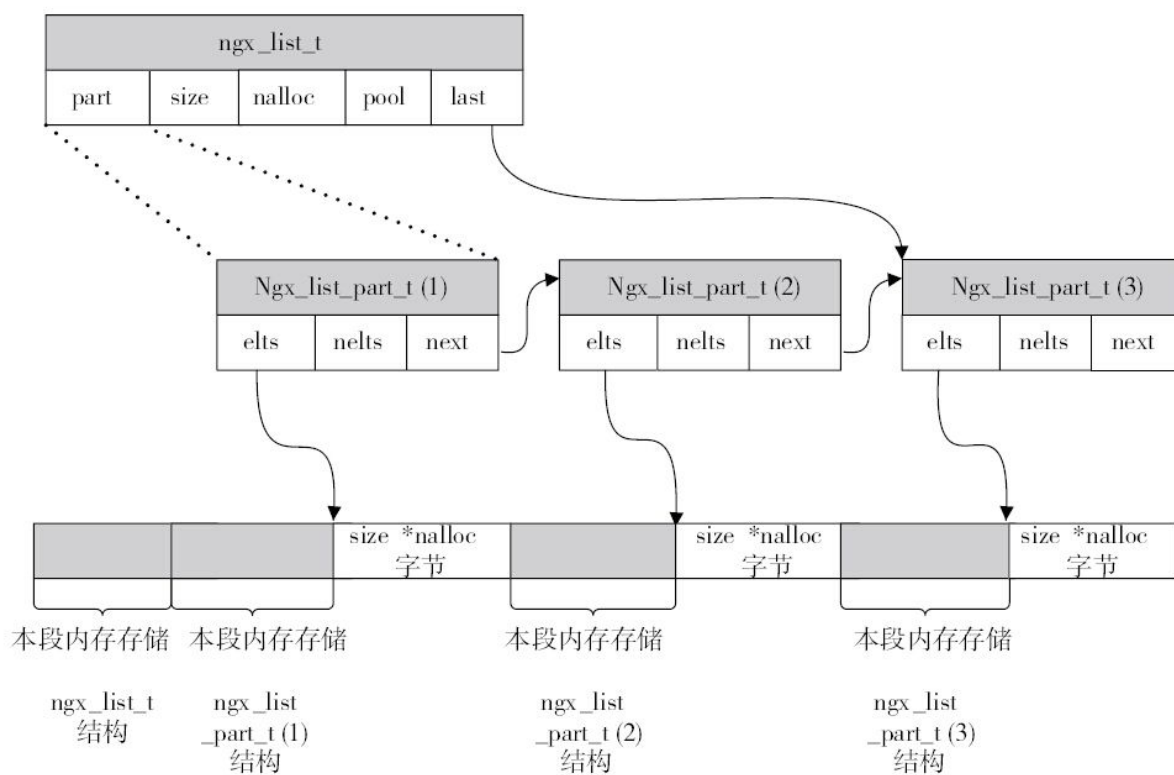 ngx_list_t
part size nalloc pool last
Ngx_list_part_t (1) Ngx_list_part_t (2) Ngx_list_part_t (3)
elts nelts next elts nelts next elts nelts next
size *nalloc size *nalloc size *nalloc
字节 字节 字节
本段内存存储 本段内存存储 本段内存存储 本段内存存储
ngx_list_t ngx_list ngx_list ngx_list
结构 _part_t (1) _part_t (2) _part_t (3)
结构 结构 结构